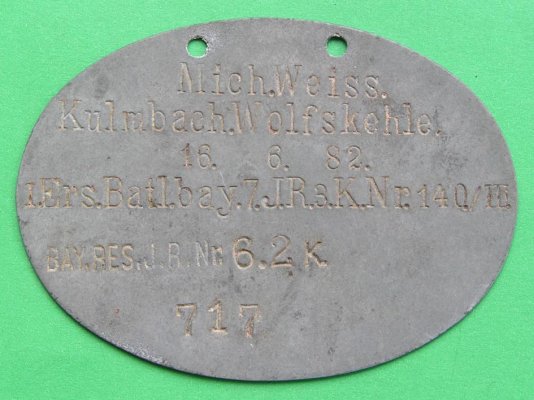 Mich.Weiss.
Kulmbach.Wolfskehle.
16. 6. 82.
1.Ers.Batl.bay.7.J.R.3.K.Nr.140/III
BAY.RES.J.R.Nr.6.2K.
717